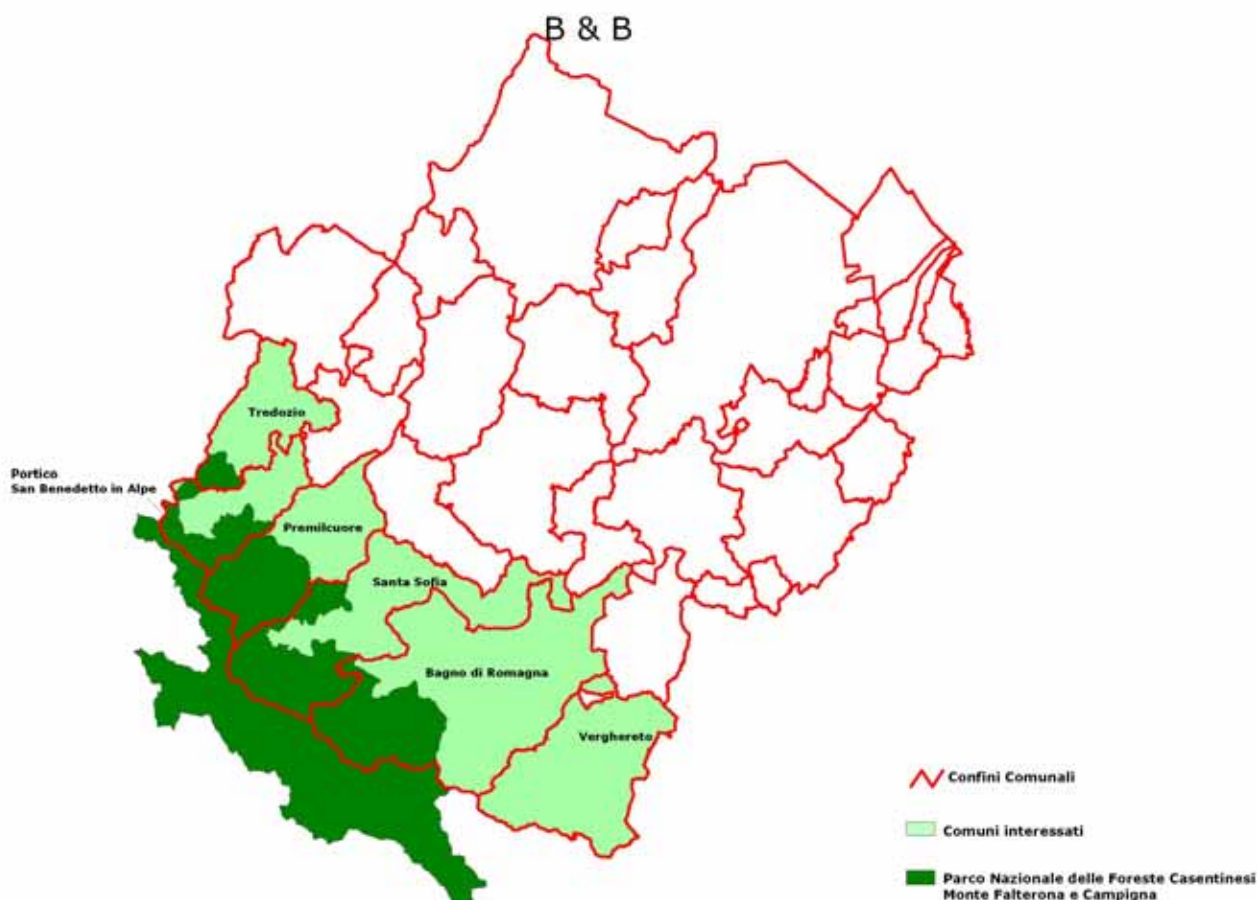 B & B
Tredozio
Portico
San Benedetto in Alpe
Premilcuore
Santa Sofia
Bagno di Romagna
Verghereto
Confini Comunali
Comuni interessati
Parco Nazionale delle Foreste Casentinesi
Monte Falterona e Campigna